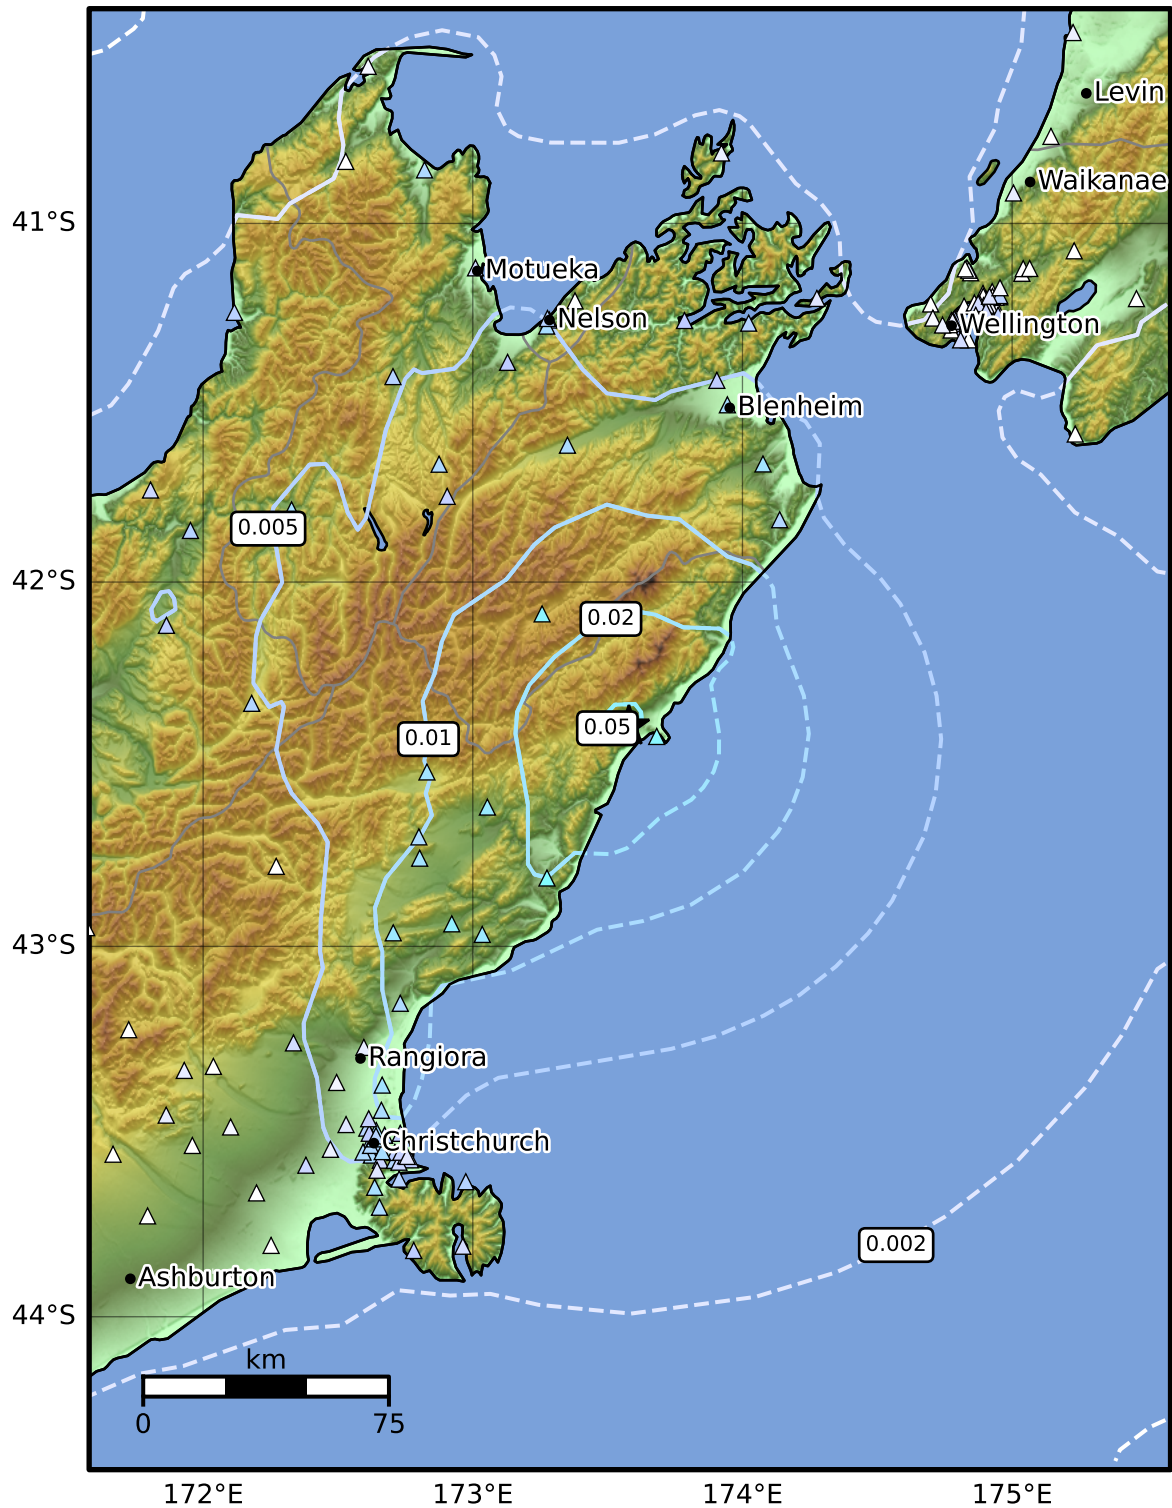 Levin
Waikanae
41°S
Motueka
Nelson
Wellington
Blenheim
0.005
42°S
0.02
0.05
0.01
43°S
Rangiora
Christchurch
0.002
Ashburton
44°S
km
0 75
172°E 173°E 174°E 175°E